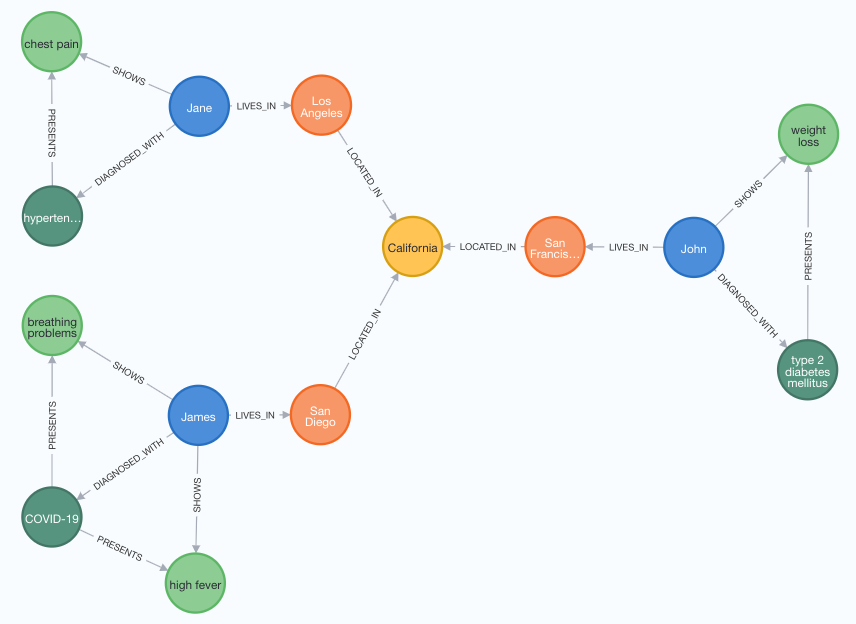 chest pain
SHOWS
Jane
LIVES_IN
Los
Angeles
PRESENTS
DIAGNOSED_WITH
hyperten...
LOCATED_IN
California
LOCATED_IN
San
Francis...
LIVES_IN
John
SHOWS
weight
loss
PRESENTS
DIAGNOSED_WITH
type 2
diabetes
mellitus
breathing
problems
SHOWS
James
LIVES_IN
San
Diego
LOCATED_IN
PRESENTS
DIAGNOSED_WITH
SHOWS
COVID-19
PRESENTS
high fever